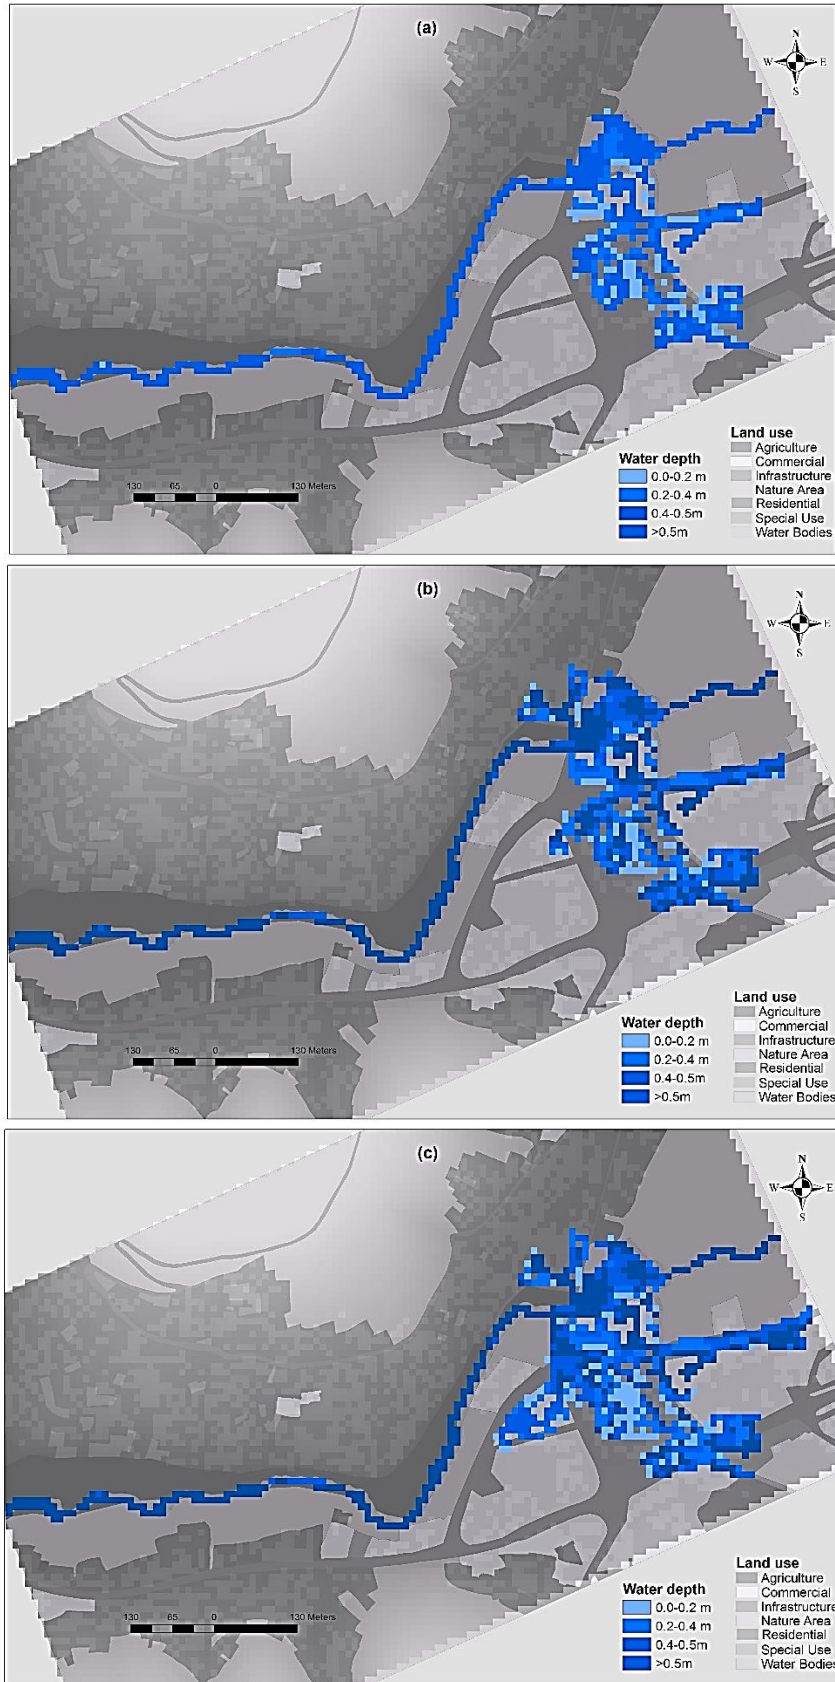 (a)
N
W E
S
Land use
Agriculture
Commercial
Infrastructure
Nature Area
Residential
Special Use
Water Bodies
Water depth
0.0-0.2 m
0.2-0.4 m
0.4-0.5m
>0.5m
130 65 0 130 Meters
(b)
N
W E
S
Land use
Agriculture
Commercial
Infrastructure
Nature Area
Residential
Special Use
Water Bodies
Water depth
0.0-0.2 m
0.2-0.4 m
0.4-0.5m
>0.5m
130 65 0 130 Meters
(c)
N
W E
S
Land use
Agriculture
Commercial
Infrastructure
Nature Area
Residential
Special Use
Water Bodies
Water depth
0.0-0.2 m
0.2-0.4 m
0.4-0.5m
>0.5m
130 65 0 130 Meters